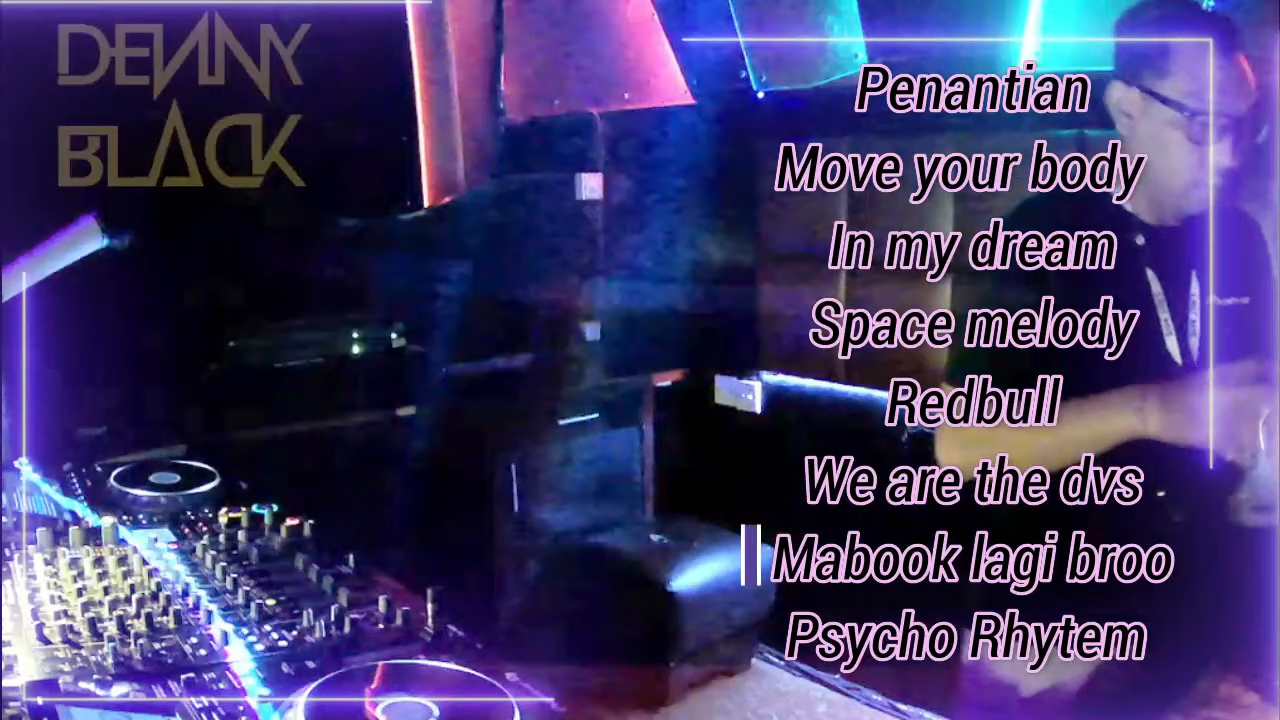 DENNY
BLACK
Penantian
Move your body
In my dream
Space melody
Redbull
We are the dvs
Mabook lagi broo
Psycho Rhytem